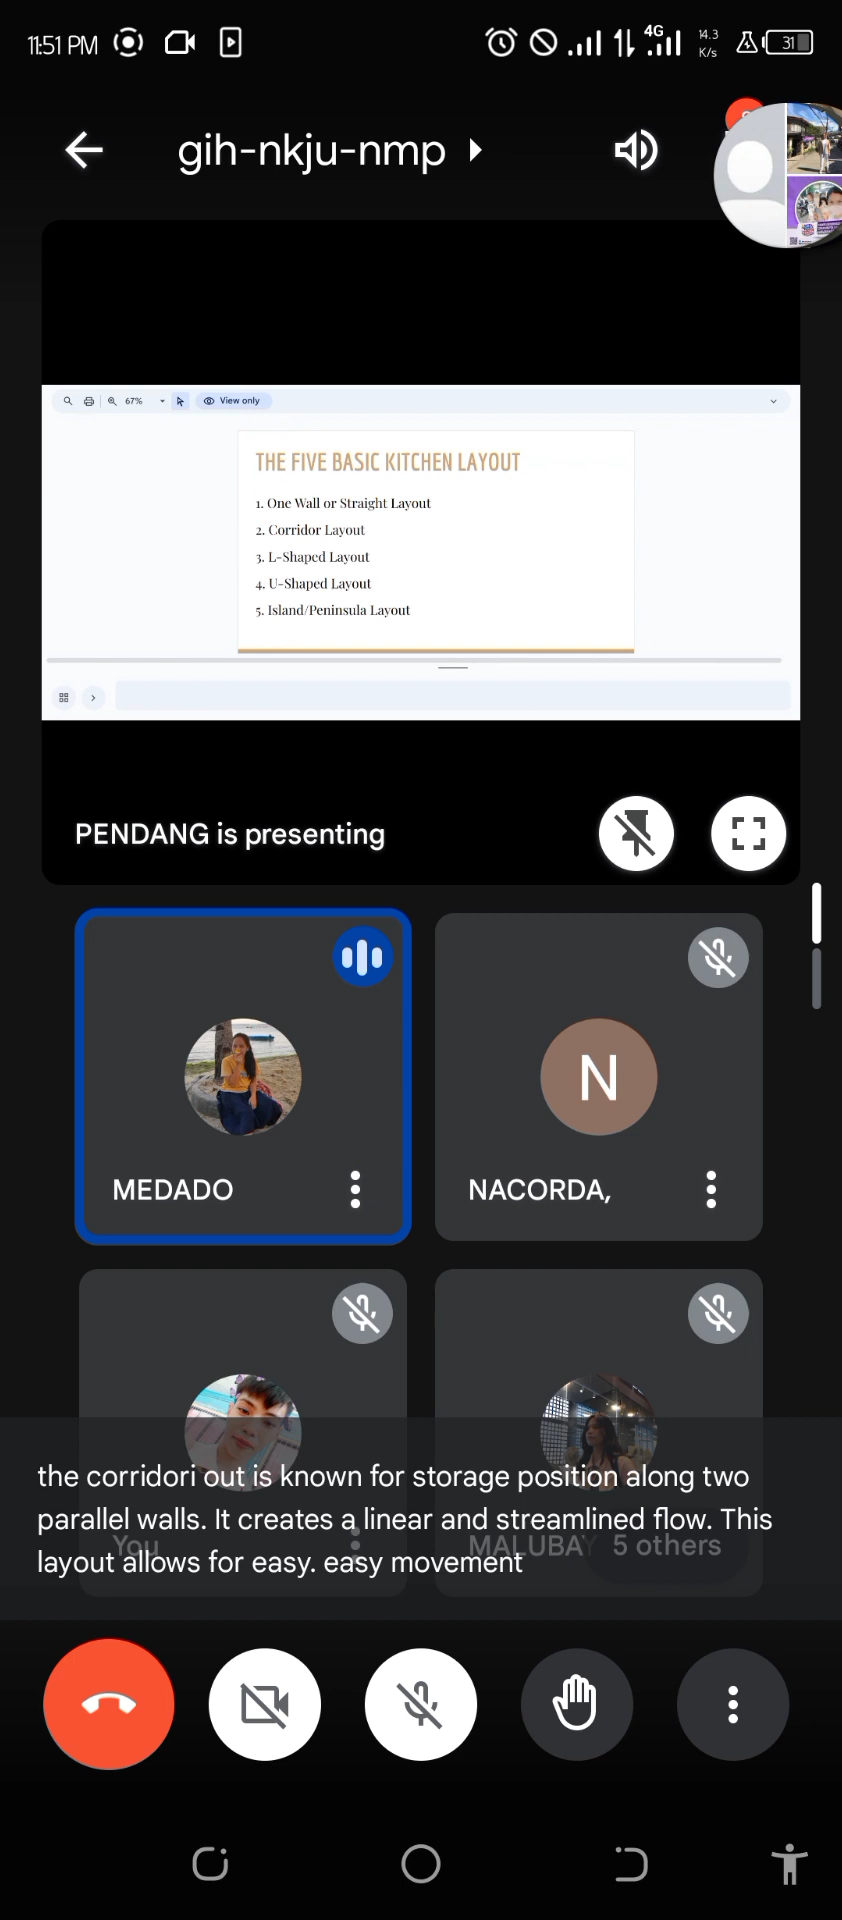 11:51 PM
4G
14.3
K/s
31
gih-nkju-nmp
67%
View only
THE FIVE BASIC KITCHEN LAYOUT
1. One Wall or Straight Layout
2. Corridor Layout
3. L-Shaped Layout
4. U-Shaped Layout
5. Island/Peninsula Layout
PENDANG is presenting
MEDADO
N
NACORDA,
the corridori out is known for storage position along two
parallel walls. It creates a linear and streamlined flow. This
layout allows for easy. easy movement
You
MALUBAY
5 others